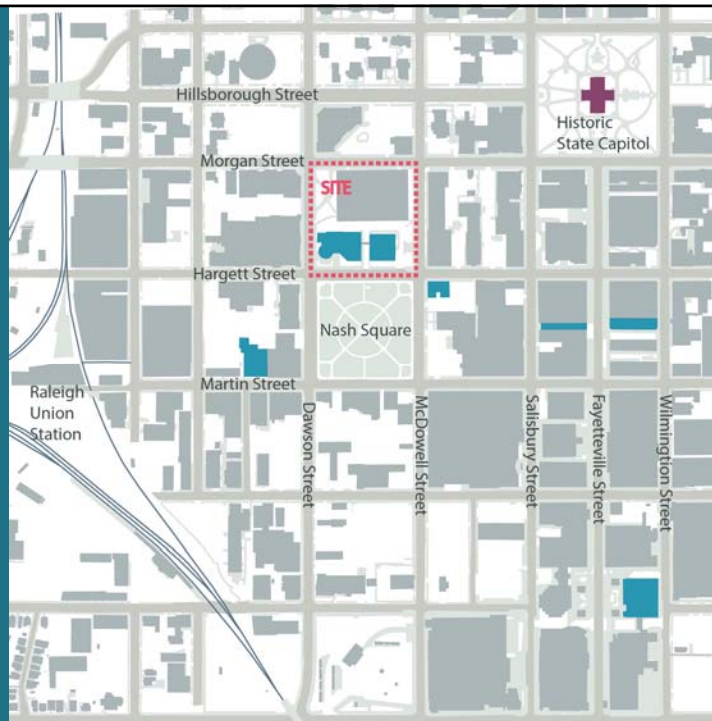 Hillsborough Street
Historic
State Capitol
Morgan Street
SITE
Hargett Street
Nash Square
Martin Street
Raleigh
Union
Station
Dawson Street
McDowell Street
Salisbury Street
Fayetteville Street
Wilmington Street